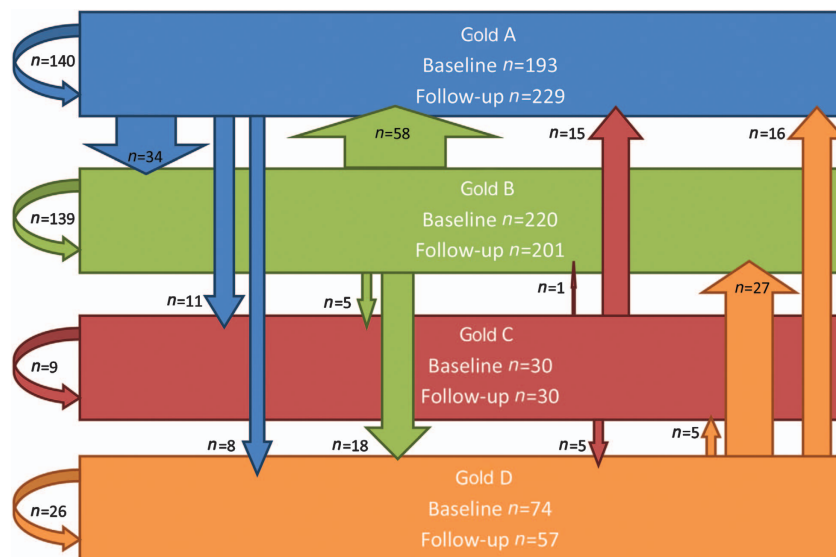 Gold A
n=140
Baseline n=193
Follow-up n=229
n=34
n=58
n=15
n=16
Gold B
n=139
Baseline n=220
Follow-up n=201
n=11
n=5
n=1
n=27
Gold C
n=9
Baseline n=30
Follow-up n=30
n=8
n=18
n=5
n=5
Gold D
n=26
Baseline n=74
Follow-up n=57